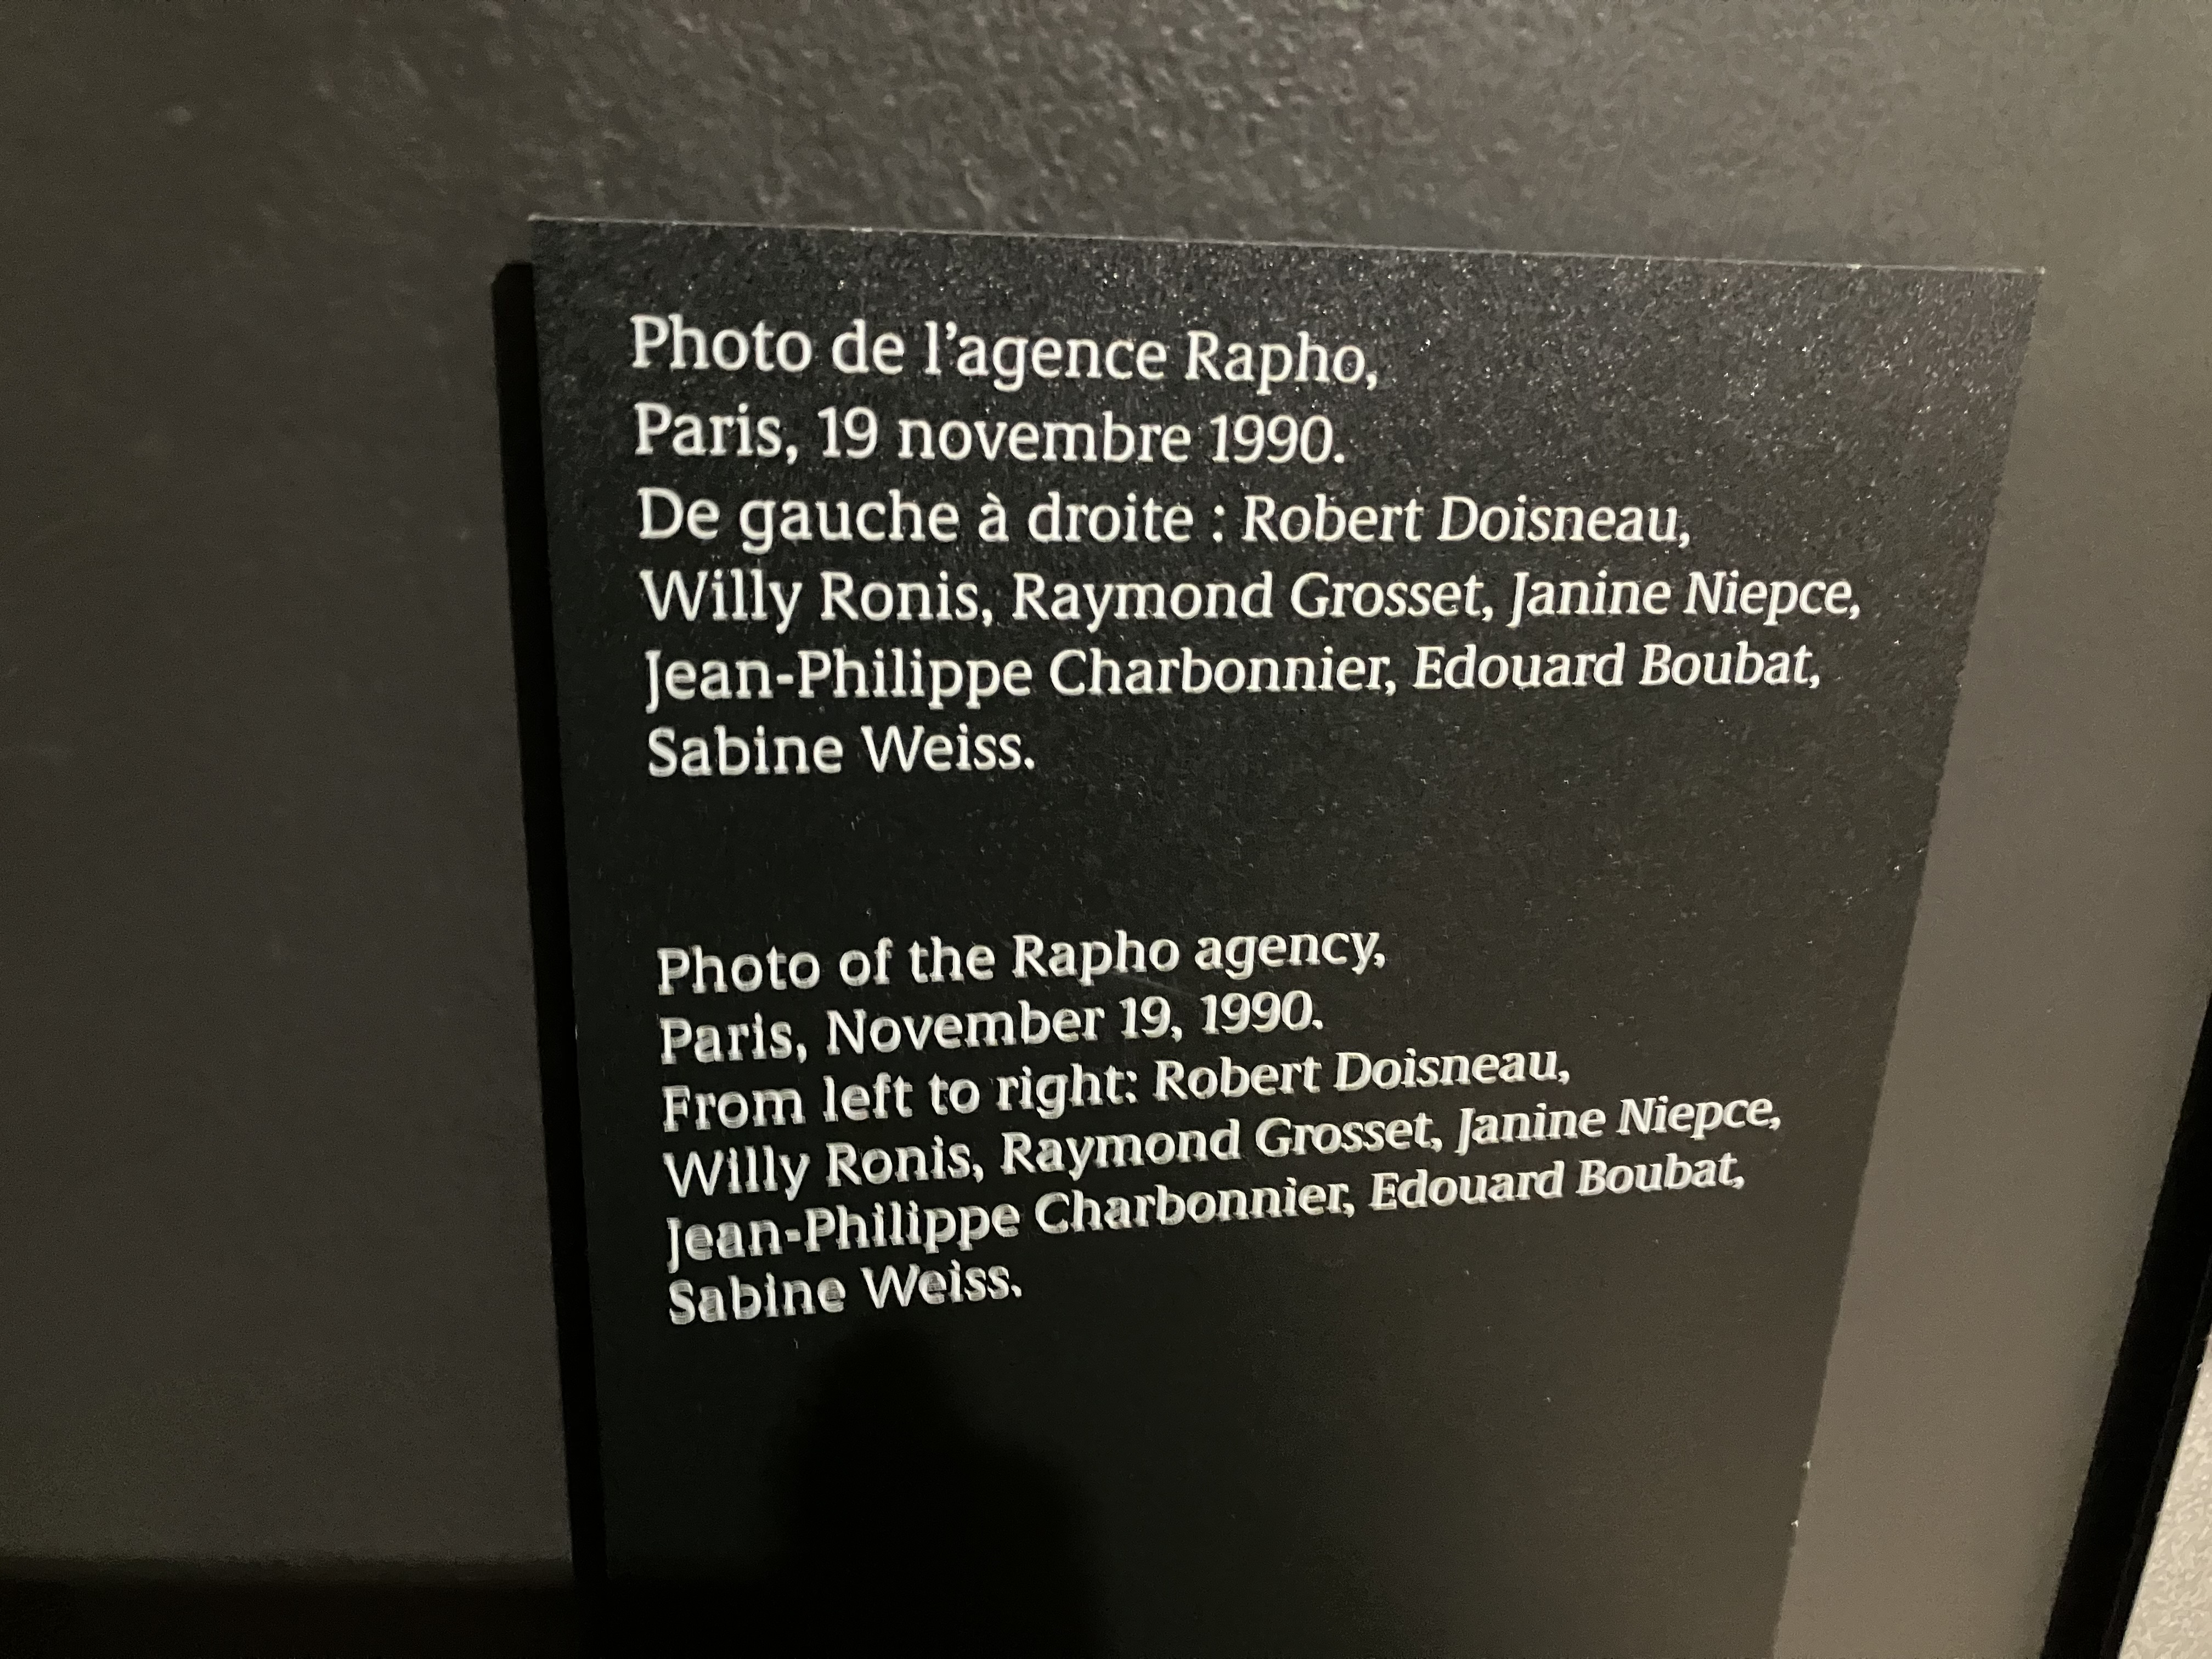 Photo de l’agence Rapho,
Paris, 19 novembre 1990.
De gauche à droite : Robert Doisneau,
Willy Ronis, Raymond Grosset, Janine Niepce,
Jean-Philippe Charbonnier, Edouard Boubat,
Sabine Weiss.
Photo of the Rapho agency,
Paris, November 19, 1990.
From left to right: Robert Doisneau,
Willy Ronis, Raymond Grosset, Janine Niepce,
Jean-Philippe Charbonnier, Edouard Boubat,
Sabine Weiss.